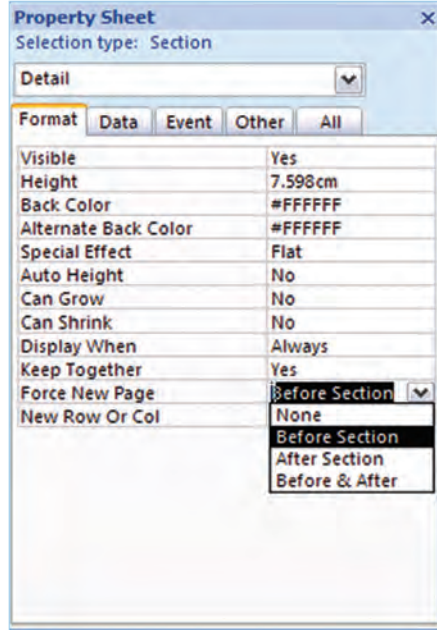 Property Sheet
Selection type: Section
Detail
Format Data Event Other All
Visible Yes
Height 7.598cm
Back Color #FFFFFF
Alternate Back Color #FFFFFF
Special Effect Flat
Auto Height No
Can Grow No
Can Shrink No
Display When Always
Keep Together Yes
Force New Page Before Section
New Row Or Col None
Before Section
After Section
Before & After